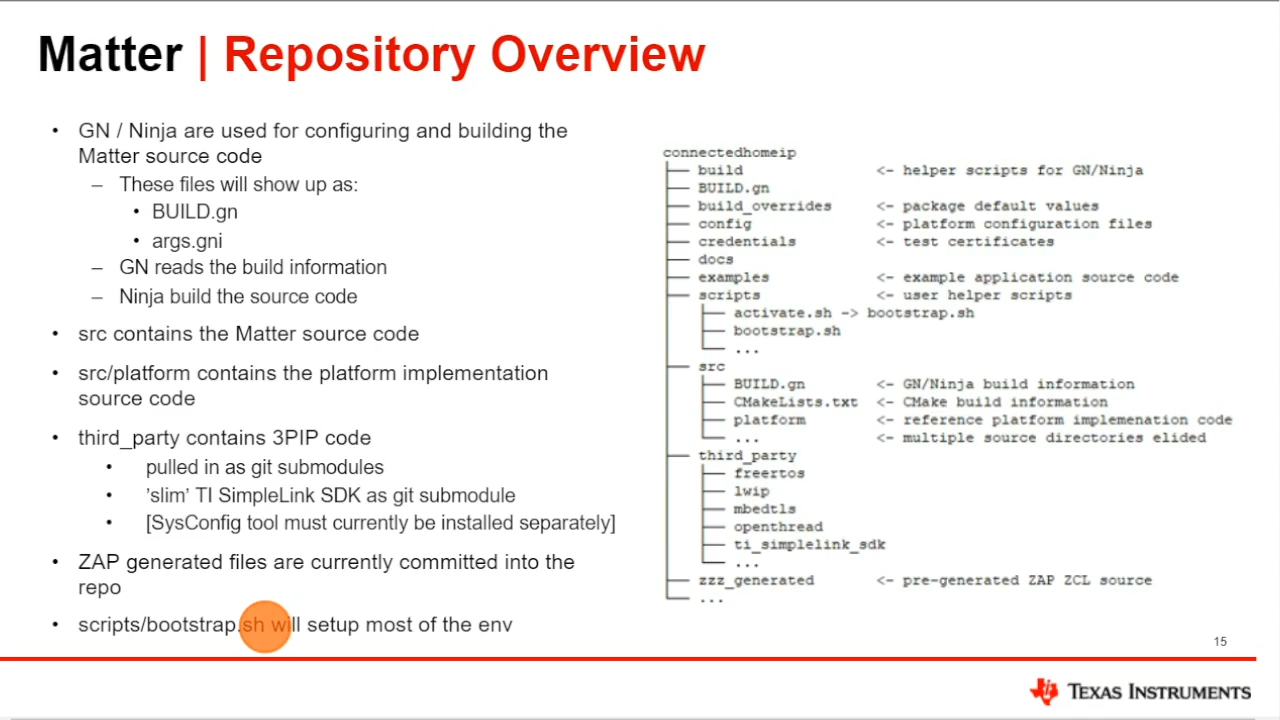 Matter | Repository Overview
• GN / Ninja are used for configuring and building the
Matter source code
– These files will show up as:
• BUILD.gn
• args.gni
– GN reads the build information
– Ninja build the source code
• src contains the Matter source code
• src/platform contains the platform implementation
source code
• third_party contains 3PIP code
• pulled in as git submodules
• ’slim’ TI SimpleLink SDK as git submodule
• [SysConfig tool must currently be installed separately]
• ZAP generated files are currently committed into the
repo
• scripts/bootstrap.sh will setup most of the env
connectedhomeip
├── build <- helper scripts for GN/Ninja
├── BUILD.gn
├── build_overrides <- package default values
├── config <- platform configuration files
├── credentials <- test certificates
├── docs
├── examples <- example application source code
├── scripts <- user helper scripts
│   ├── activate.sh -> bootstrap.sh
│   ├── bootstrap.sh
│   └── ...
├── src
│   ├── BUILD.gn <- GN/Ninja build information
│   ├── CMakeLists.txt <- CMake build information
│   ├── platform <- reference platform implemenation code
│   └── ... <- multiple source directories elided
├── third_party
│   ├── freertos
│   ├── lwip
│   ├── mbedtls
│   ├── openthread
│   ├── ti_simplelink_sdk
│   └── ...
├── zzz_generated <- pre-generated ZAP ZCL source
└── ...
15
TEXAS INSTRUMENTS